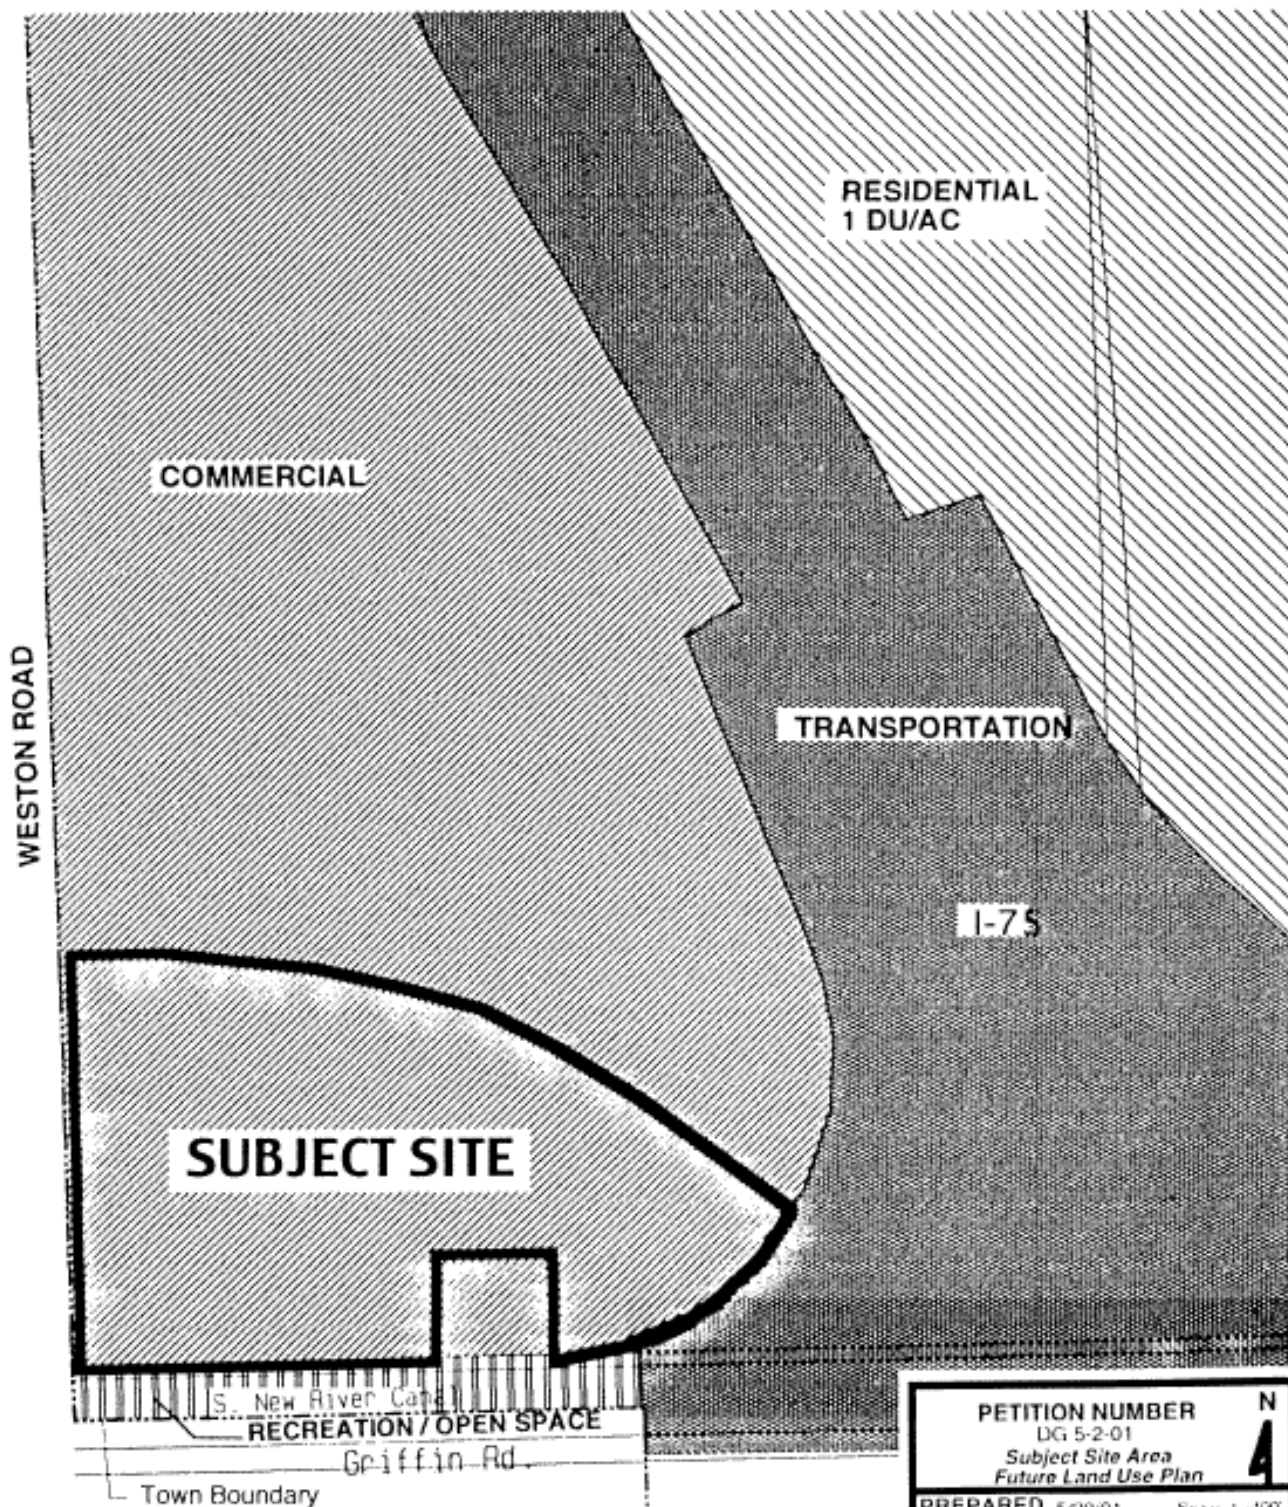 RESIDENTIAL
1 DU/AC
COMMERCIAL
WESTON ROAD
TRANSPORTATION
I-75
SUBJECT SITE
S. New River Canal
RECREATION / OPEN SPACE
Griffin Rd.
Town Boundary
PETITION NUMBER
DG 5-2-01
Subject Site Area
Future Land Use Plan
N
PREPARED